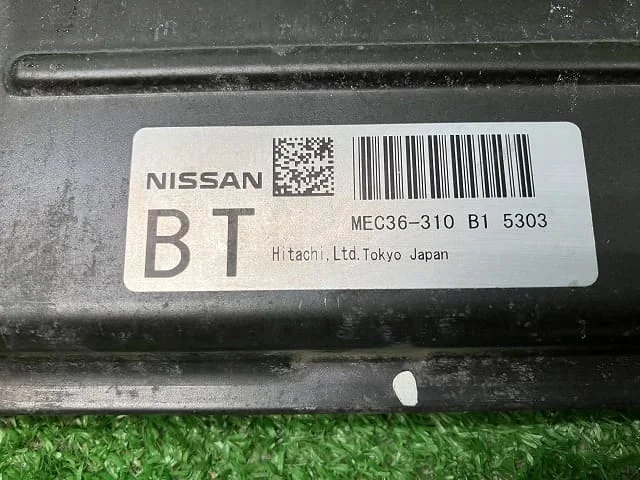 NISSAN
BT
MEC36-310 B1 5303
Hitachi,Ltd.Tokyo Japan